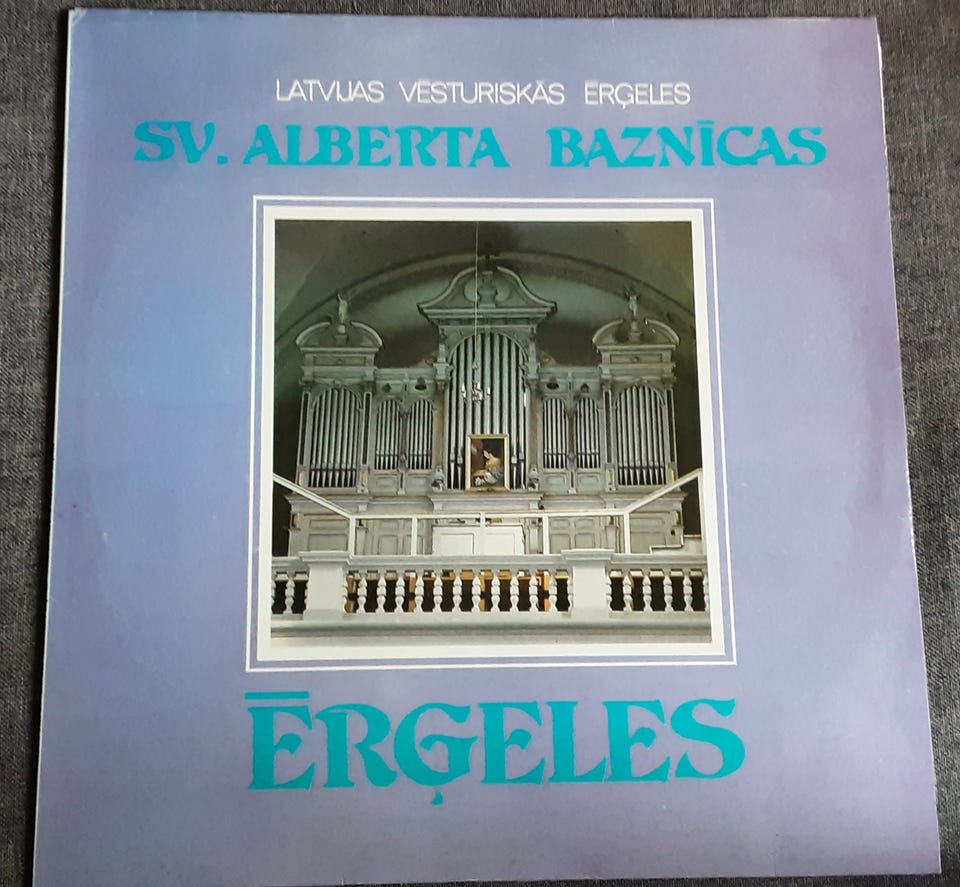 LATVIJAS VĒSTURISKĀS ĒRĢELES
SV. ALBERTA BAZNĪCAS
ĒRĢELES